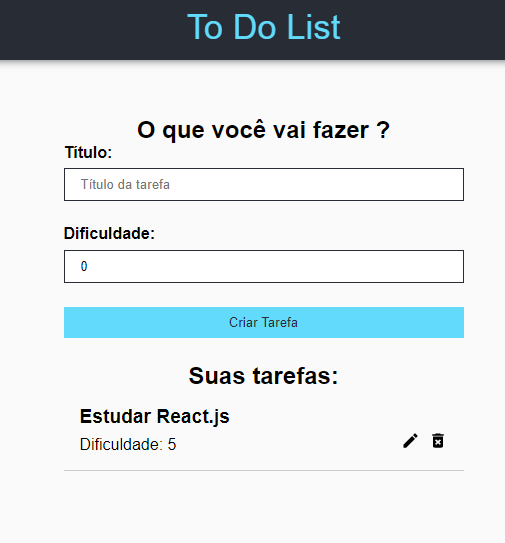 To Do List
O que você vai fazer ?
Título:
Título da tarefa
Dificuldade:
0
Criar Tarefa
Suas tarefas:
Estudar React.js
Dificuldade: 5